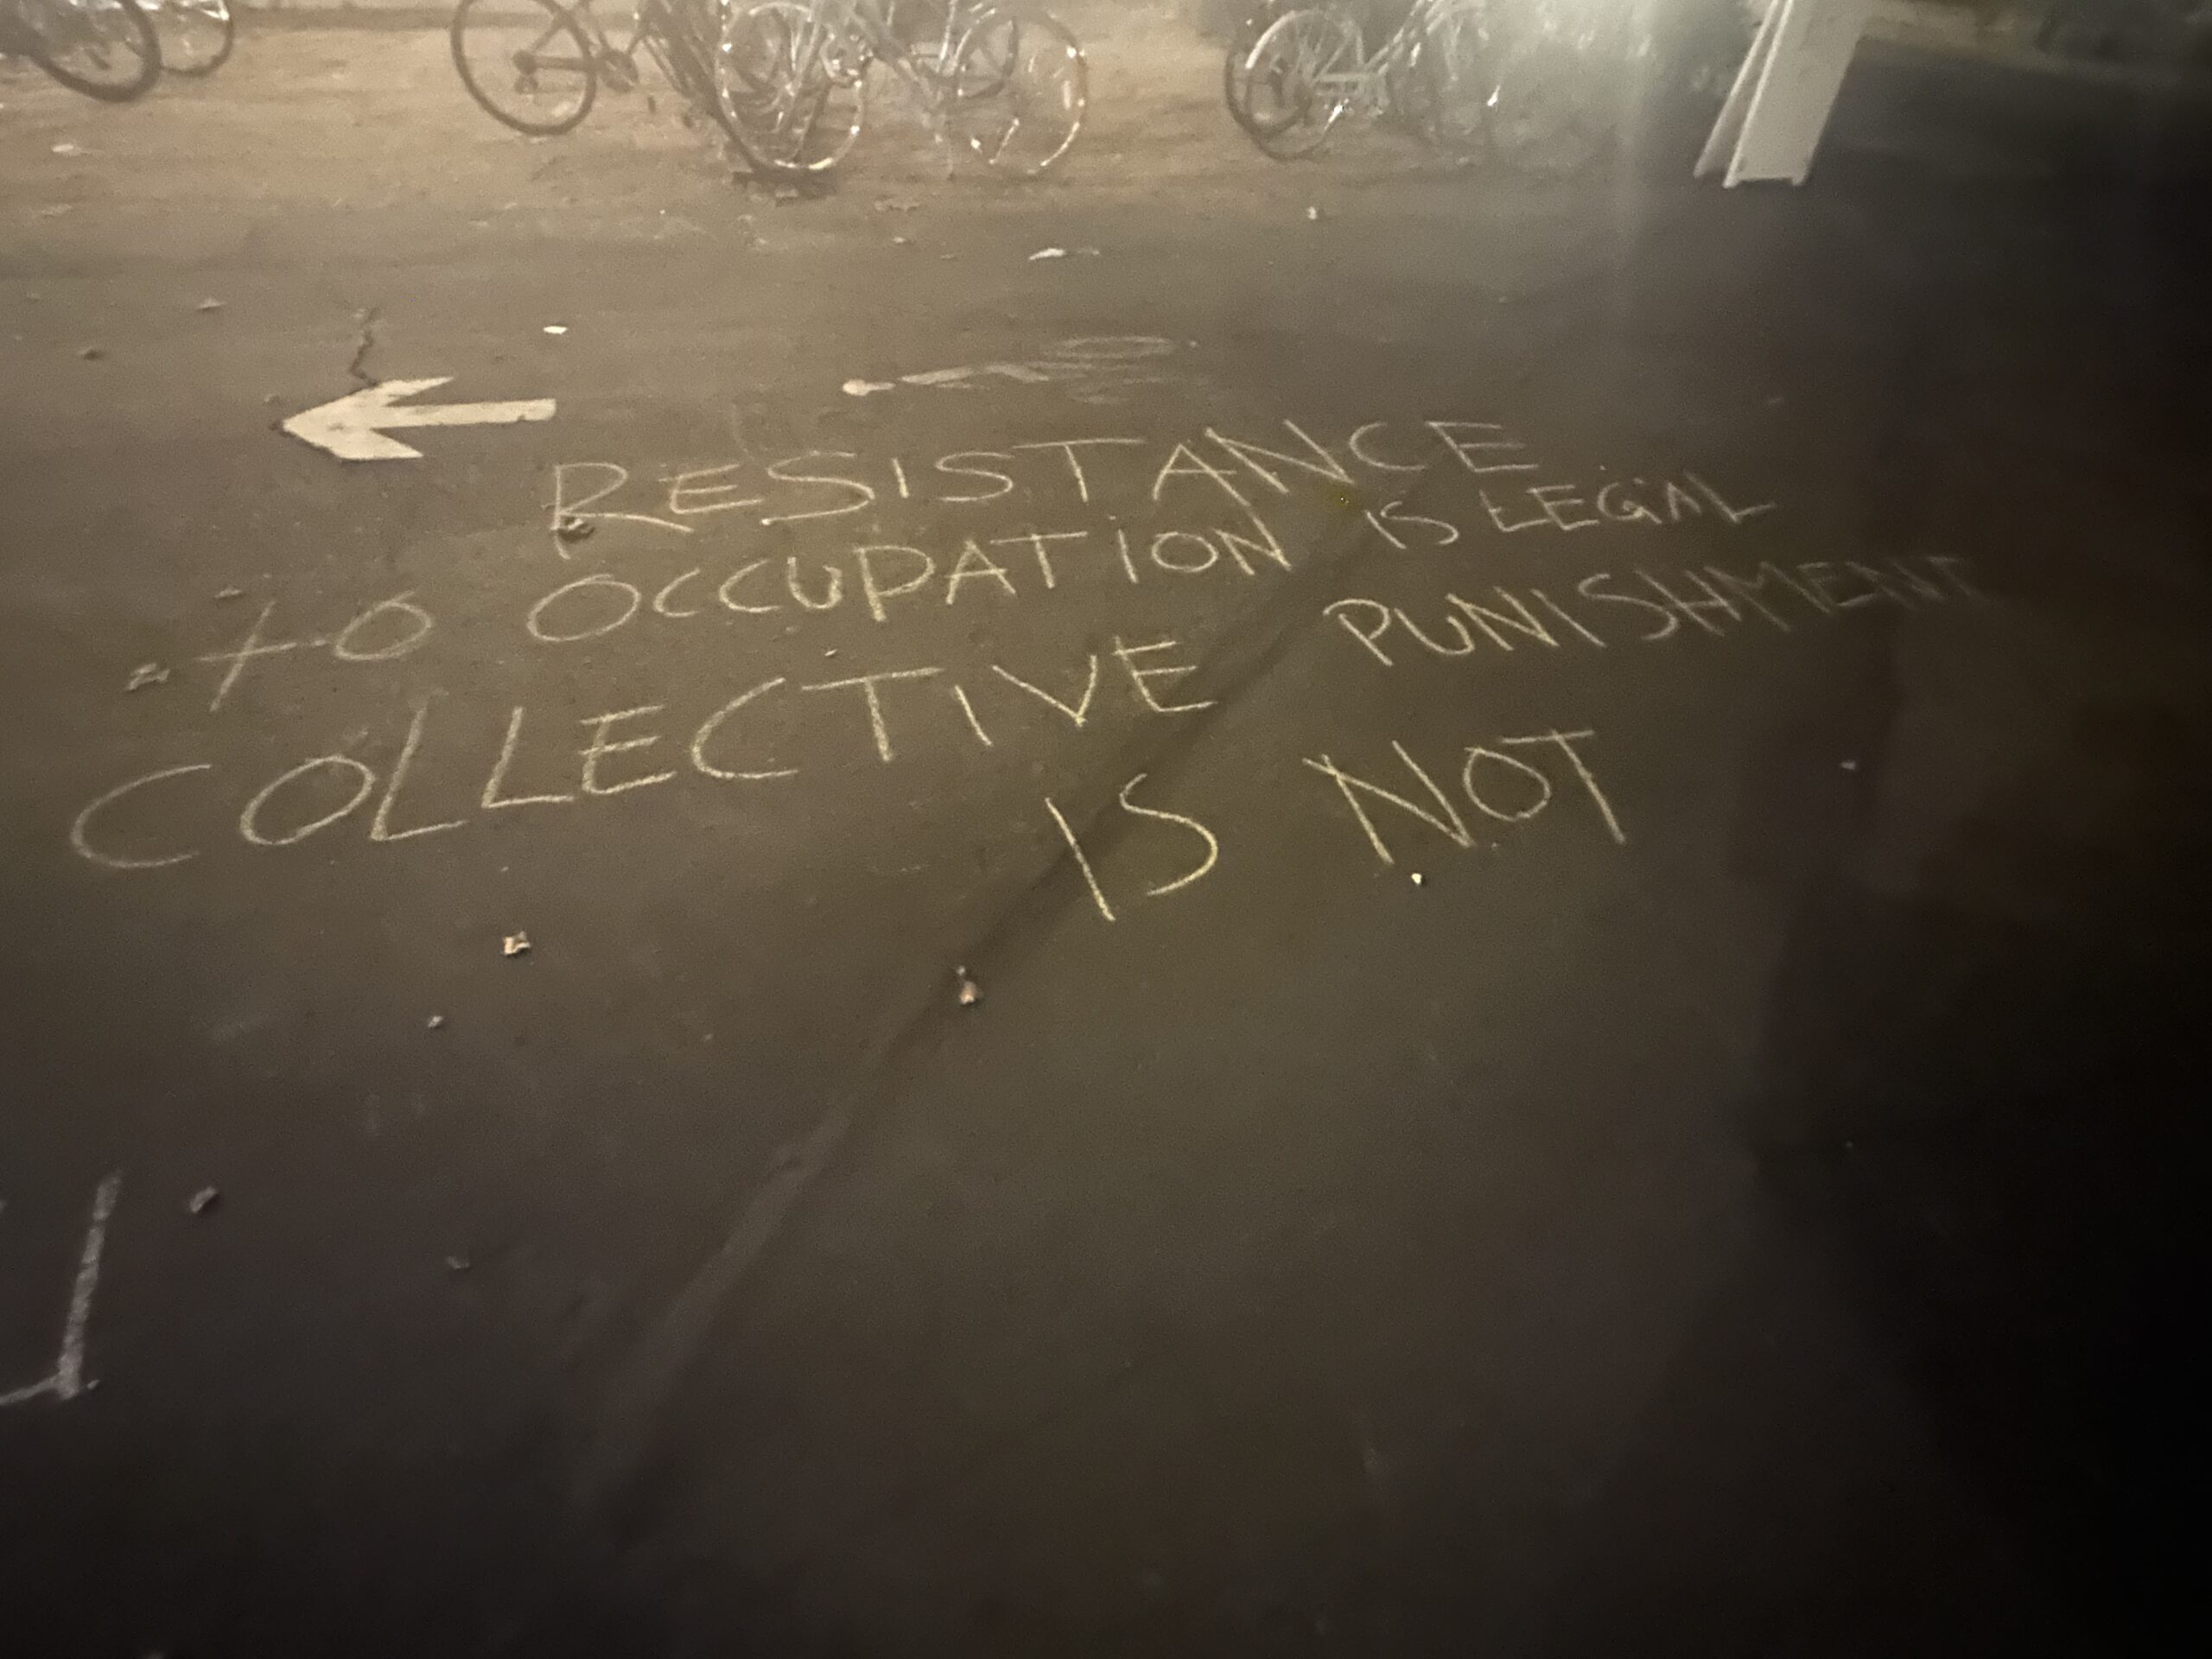 RESISTANCE
to OCCUPATION IS LEGAL
COLLECTIVE PUNISHMENT
IS NOT